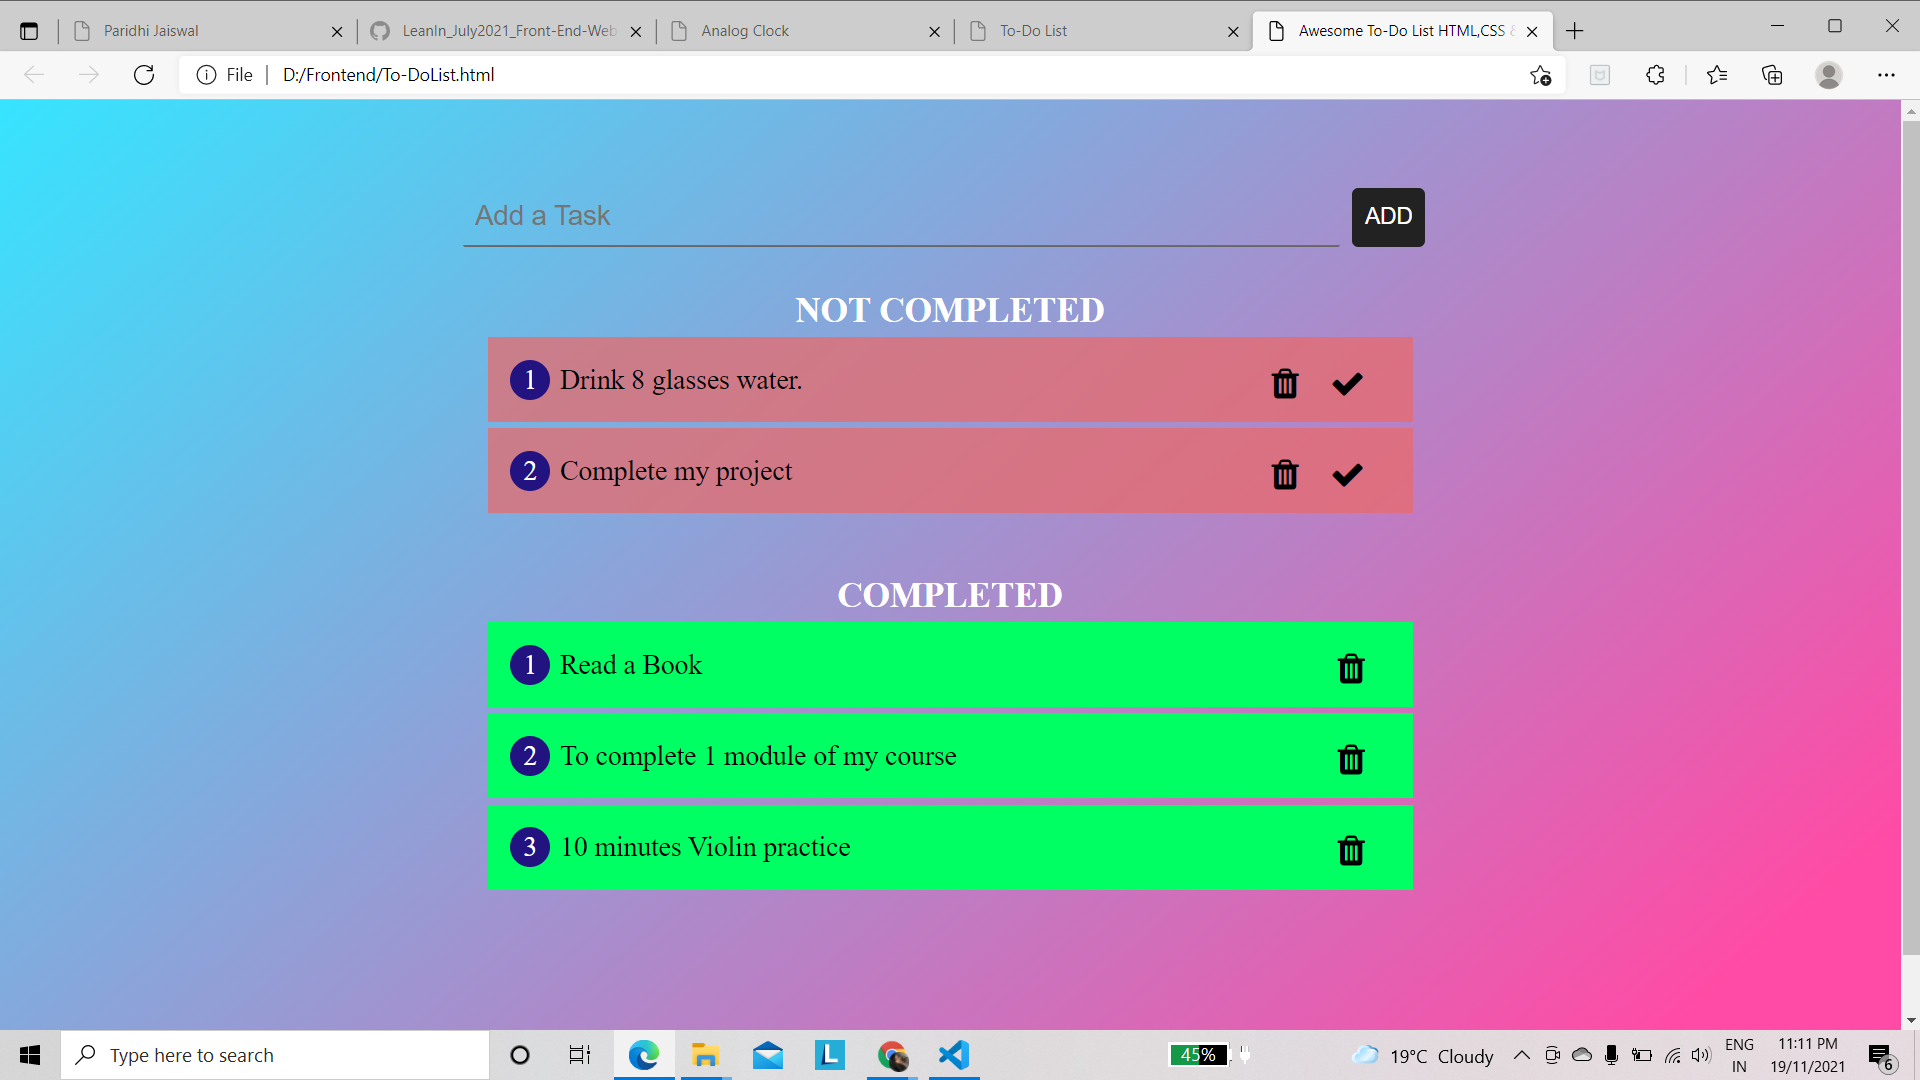 Paridhi Jaiswal
LeanIn_July2021_Front-End-Web
Analog Clock
To-Do List
Awesome To-Do List HTML,CSS &
File
D:/Frontend/To-DoList.html
Add a Task
ADD
NOT COMPLETED
1 Drink 8 glasses water.
2 Complete my project
COMPLETED
1 Read a Book
2 To complete 1 module of my course
3 10 minutes Violin practice
Type here to search
L
45%
19°C Cloudy
ENG
IN
11:11 PM
19/11/2021
6